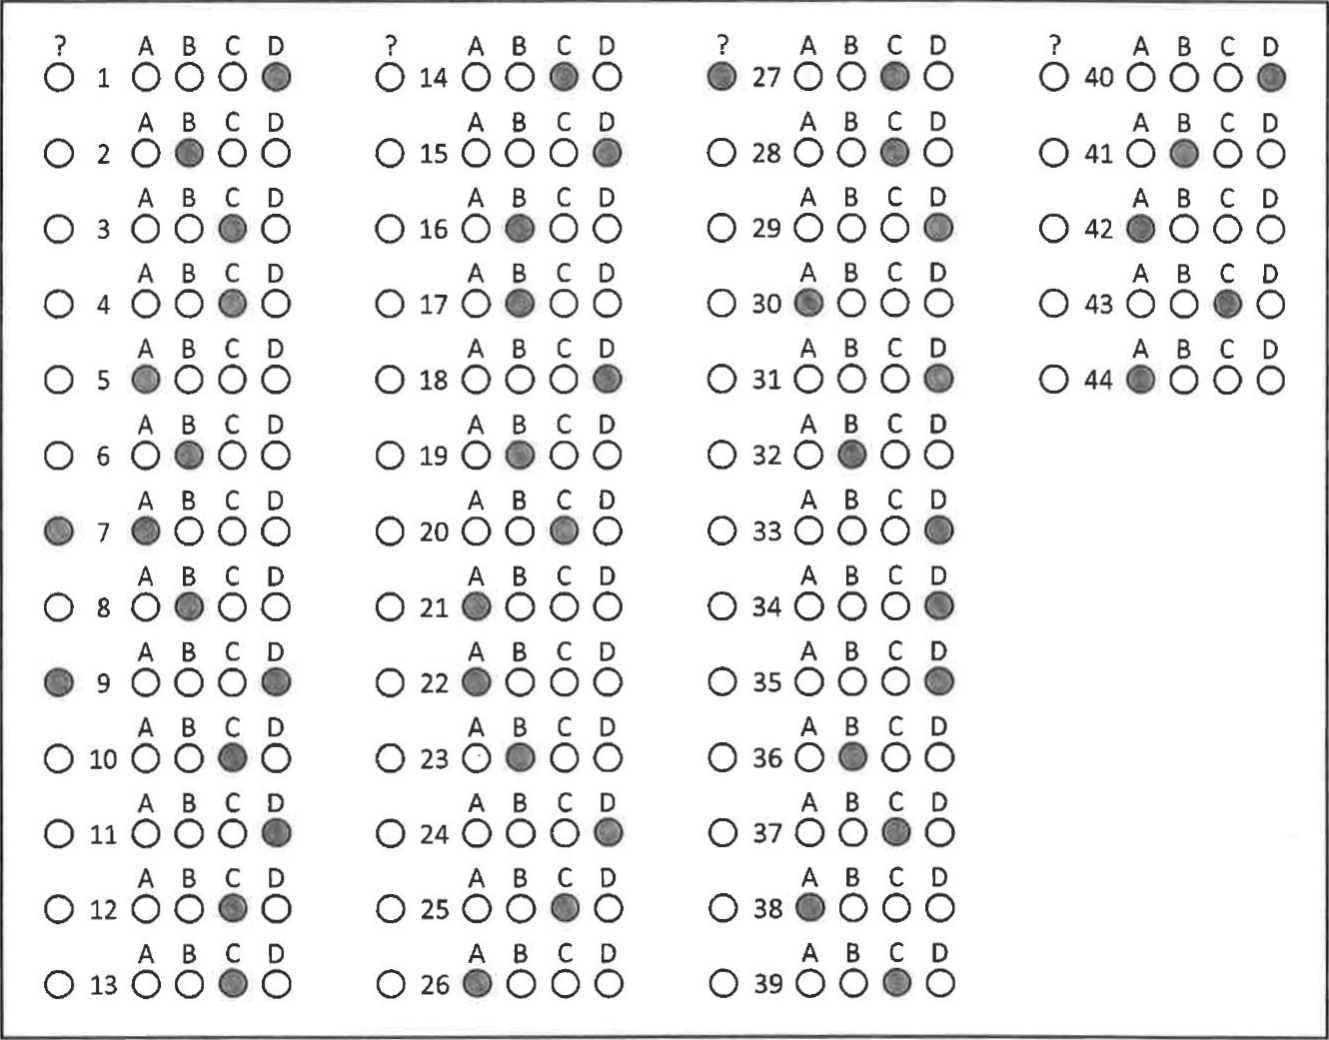 ? A B C D
1
A B C D
2
A B C D
3
A B C D
4
A B C D
5
A B C D
6
A B C D
7
A B C D
8
A B C D
9
A B C D
10
A B C D
11
A B C D
12
A B C D
13
? A B C D
14
A B C D
15
A B C D
16
A B C D
17
A B C D
18
A B C D
19
A B C D
20
A B C D
21
A B C D
22
A B C D
23
A B C D
24
A B C D
25
A B C D
26
? A B C D
27
A B C D
28
A B C D
29
A B C D
30
A B C D
31
A B C D
32
A B C D
33
A B C D
34
A B C D
35
A B C D
36
A B C D
37
A B C D
38
A B C D
39
? A B C D
40
A B C D
41
A B C D
42
A B C D
43
A B C D
44